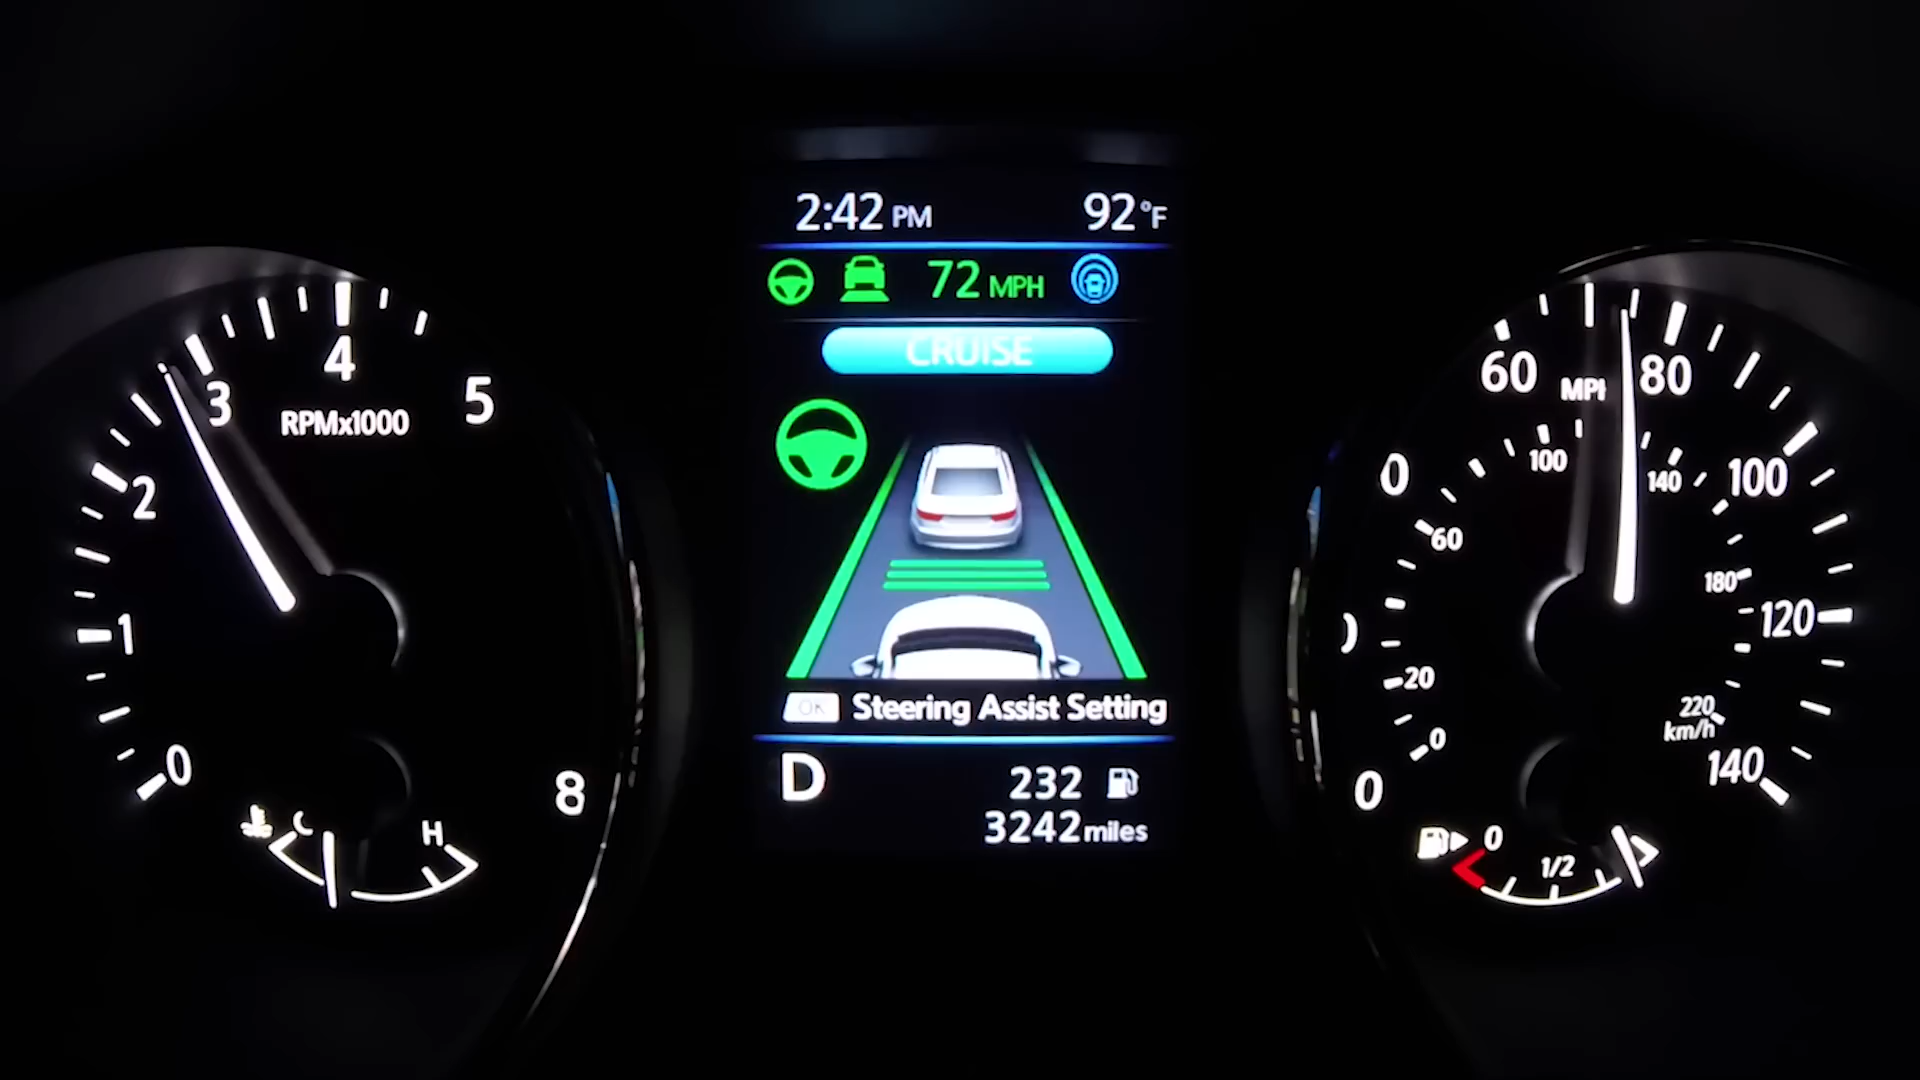 2:42 PM
92°F
72 MPH
CRUISE
OK Steering Assist Setting
D
232
3242 miles
0
1
2
3
4
5
8
RPMx1000
C
H
0
60
80
100
120
140
MPH
0
20
60
100
140
180
220
km/h
0
1/2
0